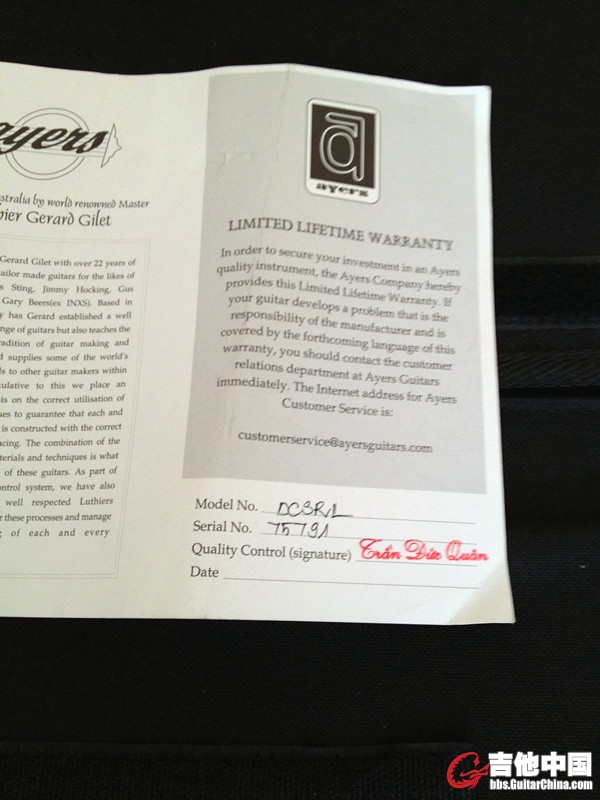 ayers
stralia by world renowned Master
ier Gerard Gilet
Gerard Gilet with over 22 years of
tailor made guitars for the likes of
s Sting, Jimmy Hocking, Gus
Gary Beers(ex INXS). Based in
y has Gerard established a well
nge of guitars but also teaches the
radition of guitar making and
d supplies some of the world's
ls to other guitar makers within
ulative to this we place an
is on the correct utilisation of
ues to guarantee that each and
is constructed with the correct
cing. The combination of the
terials and techniques is what
of these guitars. As part of
ontrol system, we have also
well respected Luthiers
r these processes and manage
g of each and every
ayers
LIMITED LIFETIME WARRANTY
In order to secure your investment in an Ayers
quality instrument, the Ayers Company hereby
provides this Limited Lifetime Warranty. If
your guitar develops a problem that is the
responsibility of the manufacturer and is
covered by the forthcoming language of this
warranty, you should contact the customer
relations department at Ayers Guitars
immediately. The Internet address for Ayers
Customer Service is:
customerservice@ayersguitars.com
Model No. DCSR/L
Serial No. 75791
Quality Control (signature) Trần Đức Quân
Date
吉他中国
bbs.GuitarChina.com